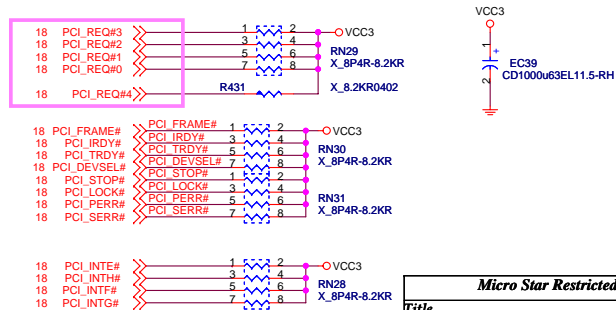 VCC3
18 PCI_REQ#3 1 2 VCC3
18 PCI_REQ#2 3 4
18 PCI_REQ#1 5 6 RN29
18 PCI_REQ#0 7 8 X_8P4R-8.2KR
18 PCI_REQ#4 R431 X_8.2KR0402
1 +
EC39
CD1000u63EL11.5-RH
2
18 PCI_FRAME# PCI_FRAME# 1 2 VCC3
18 PCI_IRDY# PCI_IRDY# 3 4
18 PCI_TRDY# PCI_TRDY# 5 6 RN30
18 PCI_DEVSEL# PCI_DEVSEL# 7 8 X_8P4R-8.2KR
18 PCI_STOP# PCI_STOP# 1 2
18 PCI_LOCK# PCI_LOCK# 3 4
18 PCI_PERR# PCI_PERR# 5 6 RN31
18 PCI_SERR# PCI_SERR# 7 8 X_8P4R-8.2KR
18 PCI_INTE# 1 2 VCC3
18 PCI_INTH# 3 4
18 PCI_INTF# 5 6 RN28
18 PCI_INTG# 7 8 X_8P4R-8.2KR
Micro Star Restricted
Title